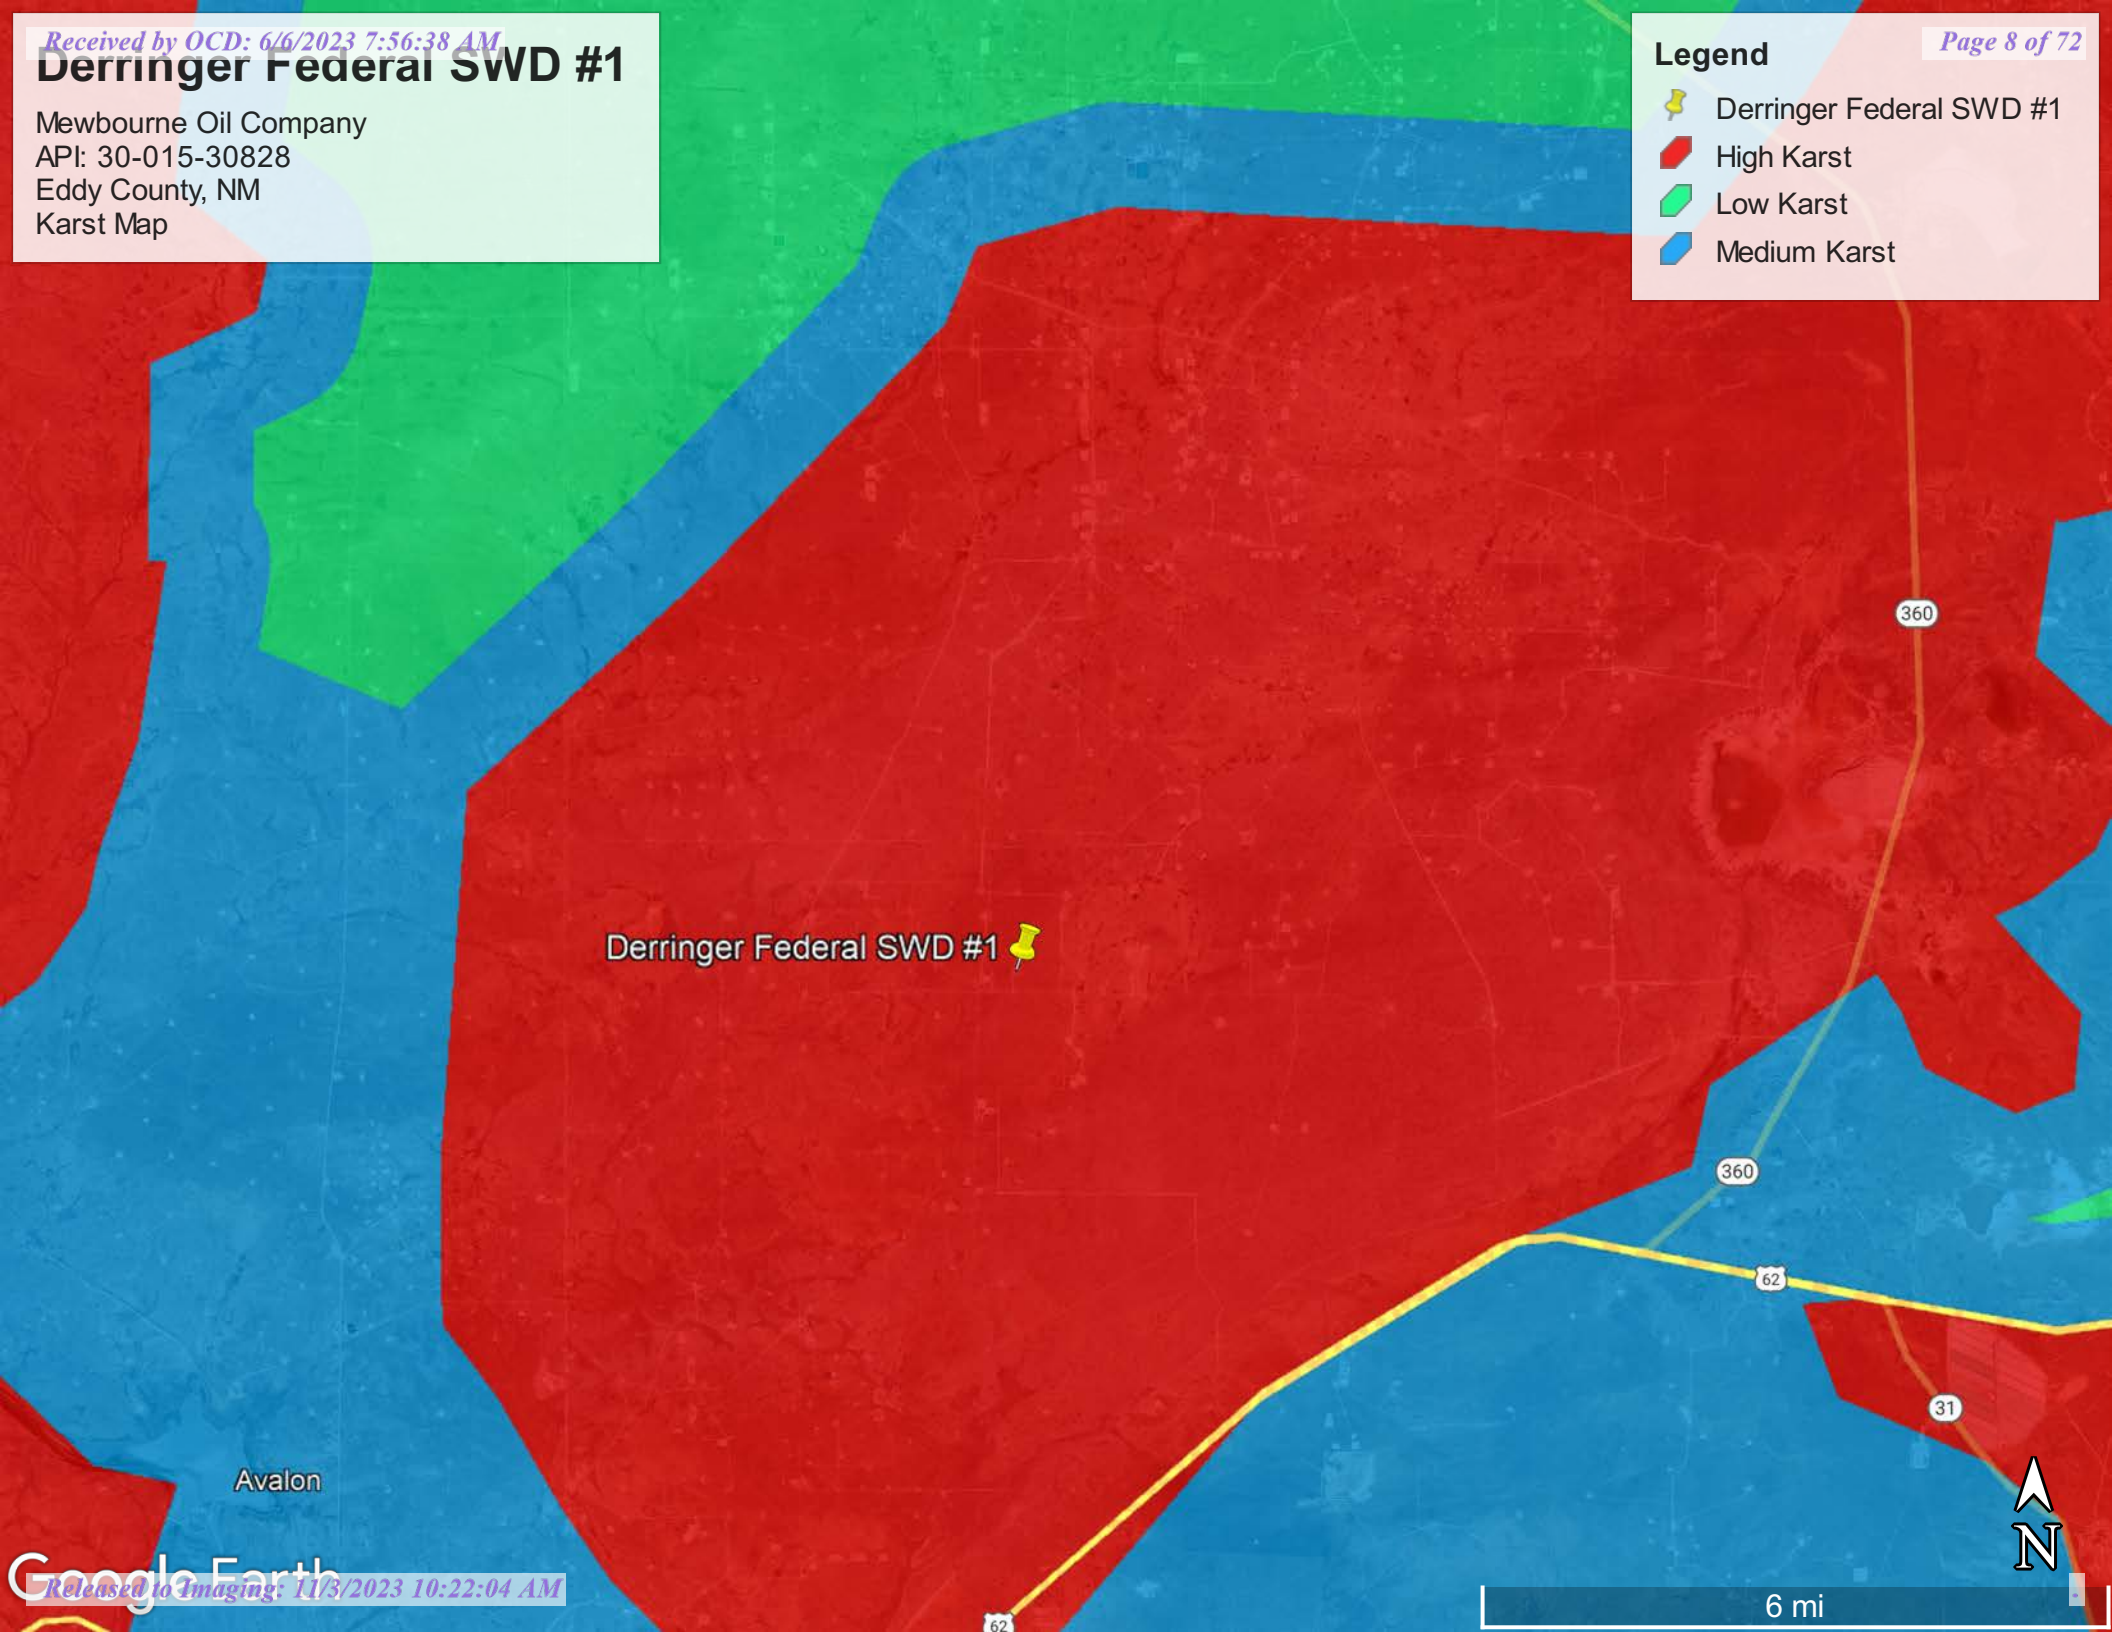 Received by OCD: 6/6/2023 7:56:38 AM
Page 8 of 72
Derringer Federal SWD #1
Mewbourne Oil Company
API: 30-015-30828
Eddy County, NM
Karst Map
Legend
Derringer Federal SWD #1
High Karst
Low Karst
Medium Karst
360
Derringer Federal SWD #1
360
62
31
Avalon
N
Google Earth
Released to Imaging: 11/3/2023 10:22:04 AM
62
6 mi